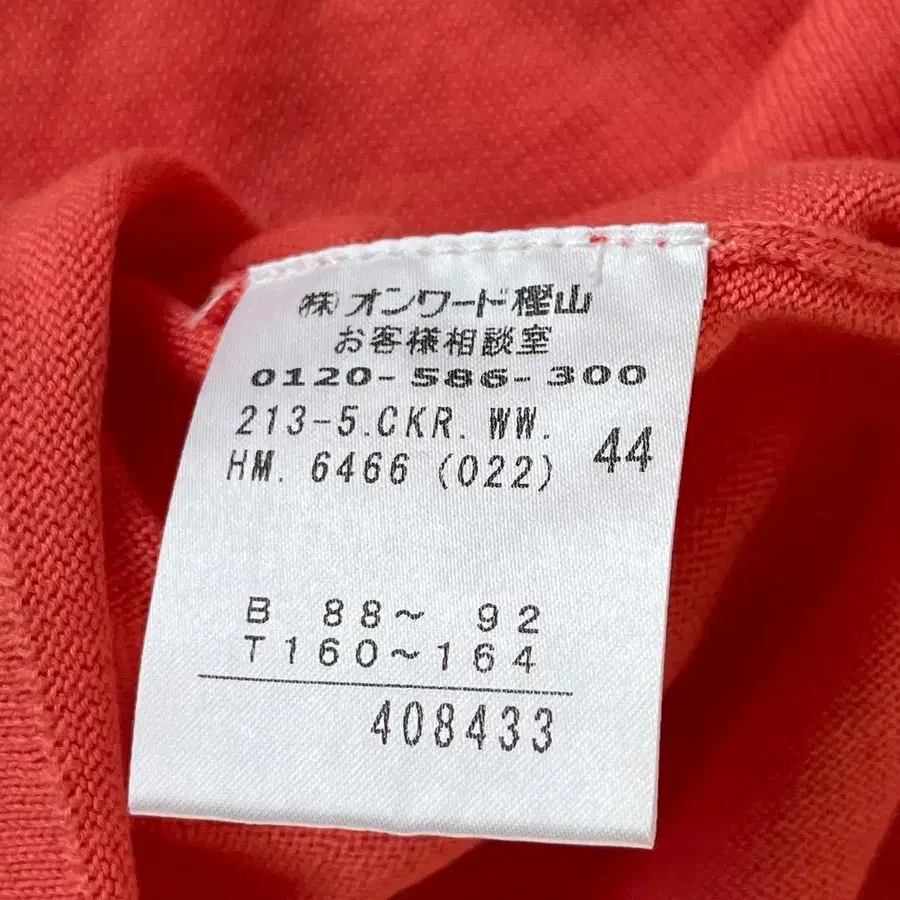 ㈱オンワード樫山
お客様相談室
0120-586-300
213-5.CKR.WW.
HM. 6466 (022) 44
B 88～ 92
T160～164
408433